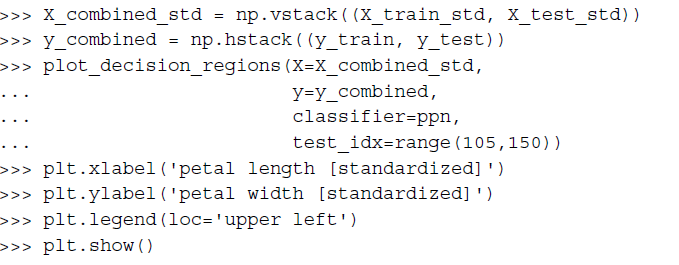 >>> X_combined_std = np.vstack((X_train_std, X_test_std))
>>> y_combined = np.hstack((y_train, y_test))
>>> plot_decision_regions(X=X_combined_std,
...                       y=y_combined,
...                       classifier=ppn,
...                       test_idx=range(105,150))
>>> plt.xlabel('petal length [standardized]')
>>> plt.ylabel('petal width [standardized]')
>>> plt.legend(loc='upper left')
>>> plt.show()